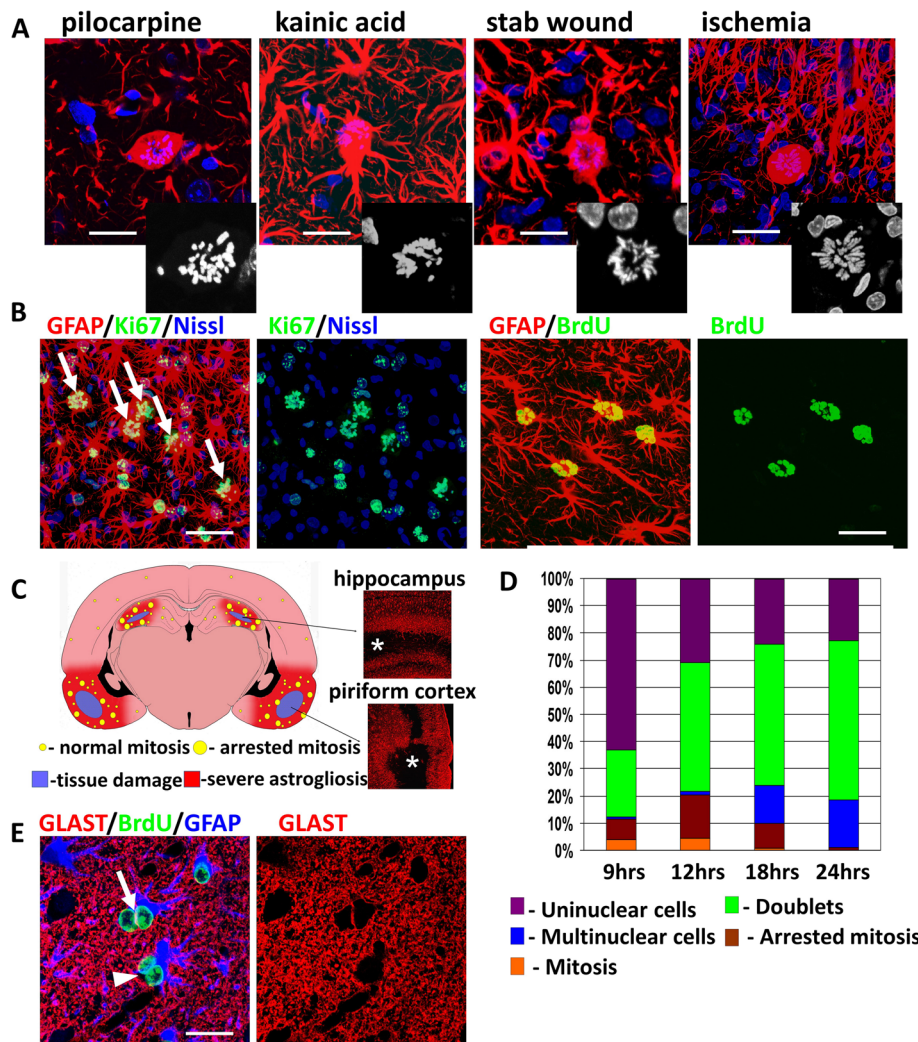 A
pilocarpine kainic acid stab wound ischemia
B
GFAP/Ki67/Nissl Ki67/Nissl GFAP/BrdU BrdU
C
hippocampus
*
piriform cortex
*
- normal mitosis - arrested mitosis
-tissue damage -severe astrogliosis
D
100%
90%
80%
70%
60%
50%
40%
30%
20%
10%
0%
9hrs 12hrs 18hrs 24hrs
- Uninuclear cells - Doublets
- Multinuclear cells - Arrested mitosis
- Mitosis
E
GLAST/BrdU/GFAP GLAST